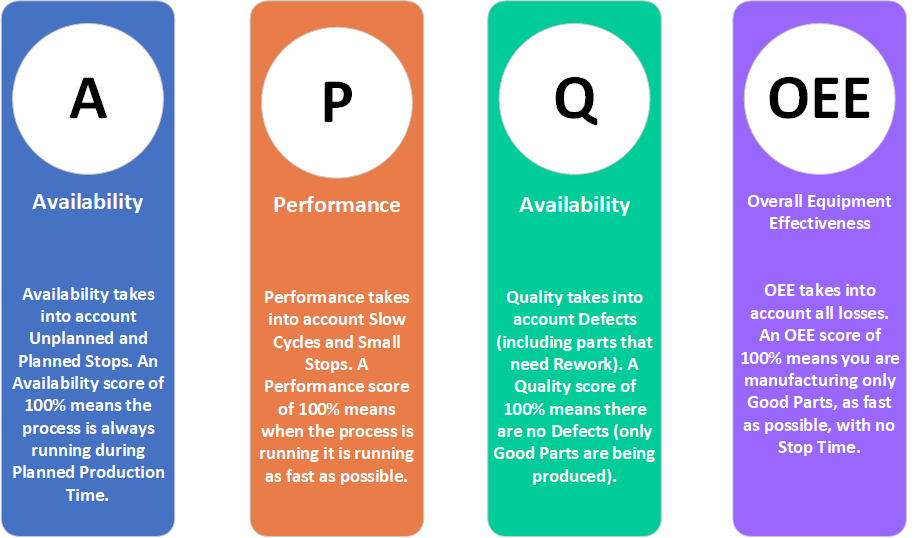 A
Availability
Availability takes
into account
Unplanned and
Planned Stops. An
Availability score of
100% means the
process is always
running during
Planned Production
Time.
P
Performance
Performance takes
into account Slow
Cycles and Small
Stops. A
Performance score
of 100% means
when the process is
running it is running
as fast as possible.
Q
Availability
Quality takes into
account Defects
(including parts that
need Rework). A
Quality score of
100% means there
are no Defects (only
Good Parts are being
produced).
OEE
Overall Equipment
Effectiveness
OEE takes into
account all losses.
An OEE score of
100% means you are
manufacturing only
Good Parts, as fast
as possible, with no
Stop Time.